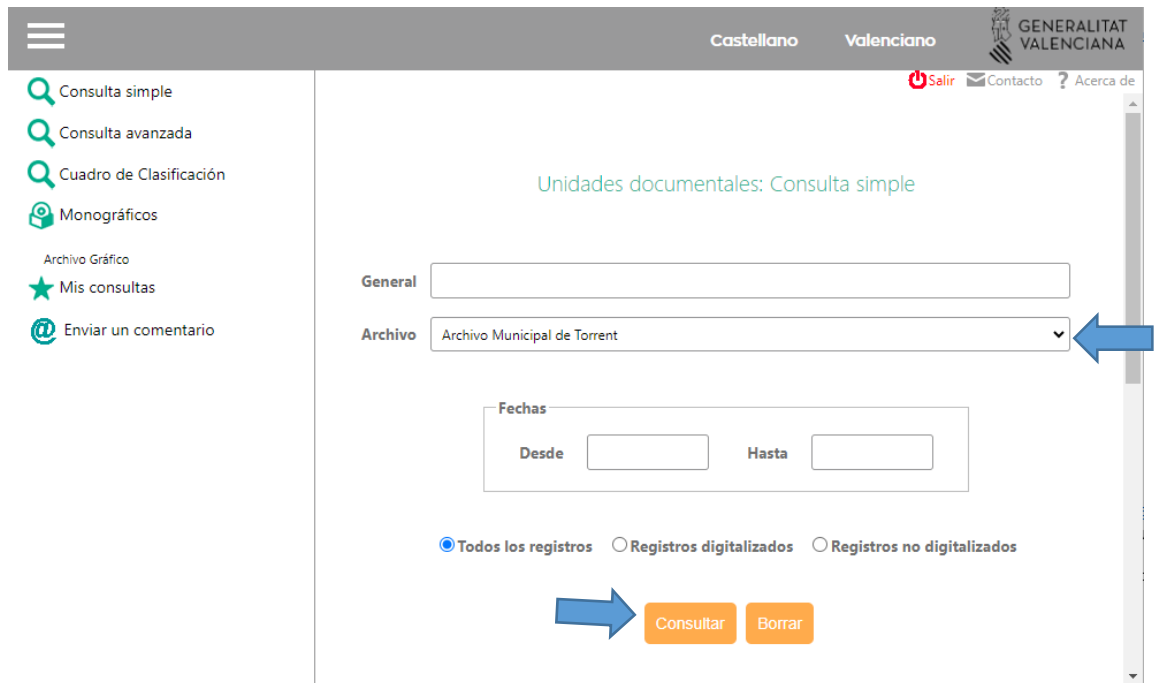 Castellano Valenciano GENERALITAT
VALENCIANA
Salir Contacto ? Acerca de
Consulta simple
Consulta avanzada
Cuadro de Clasificación
Monográficos
Archivo Gráfico
Mis consultas
@ Enviar un comentario
Unidades documentales: Consulta simple
General
Archivo Archivo Municipal de Torrent
Fechas
Desde Hasta
Todos los registros Registros digitalizados Registros no digitalizados
Consultar Borrar